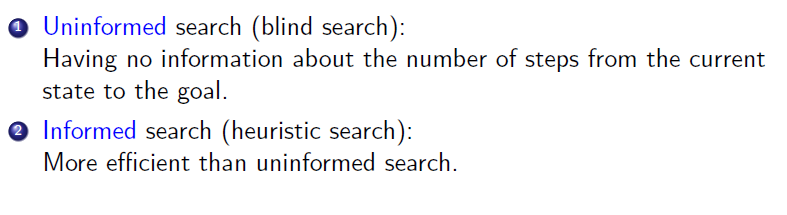 1 Uninformed search (blind search):
Having no information about the number of steps from the current
state to the goal.
2 Informed search (heuristic search):
More efficient than uninformed search.